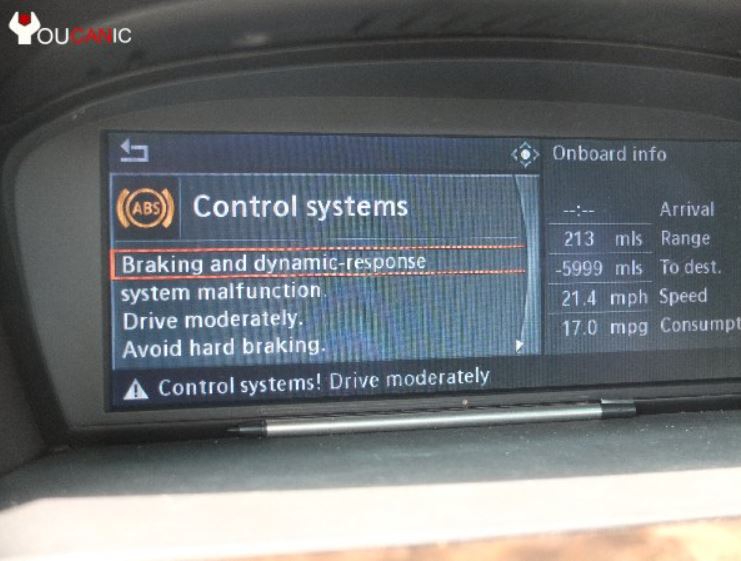 YOUCANIC
Onboard info
ABS
Control systems
Braking and dynamic-response
system malfunction.
Drive moderately.
Avoid hard braking.
Control systems! Drive moderately
--:-- Arrival
213 mls Range
-5999 mls To dest.
21.4 mph Speed
17.0 mpg Consumpt